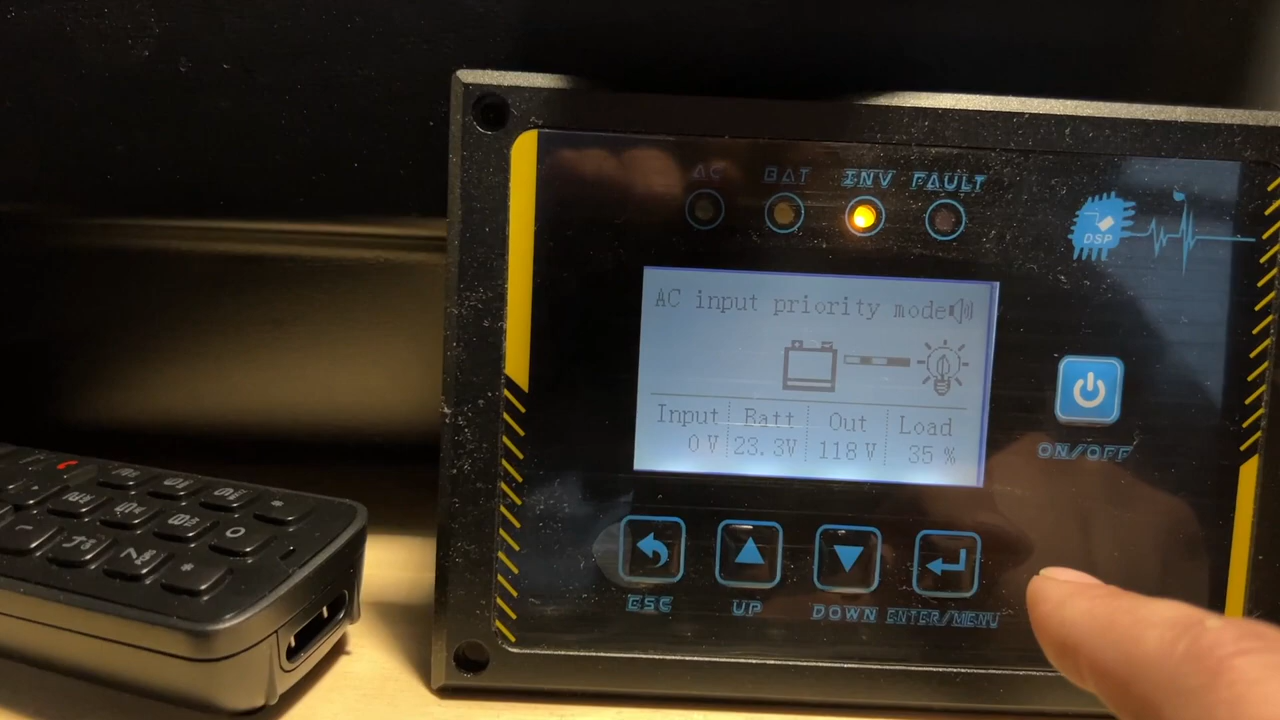 AC BAT INV FAULT
DSP
AC input priority mode
Input Batt Out Load
0 V 23.3V 118 V 35 %
ON/OFF
ESC UP DOWN ENTER/MENU